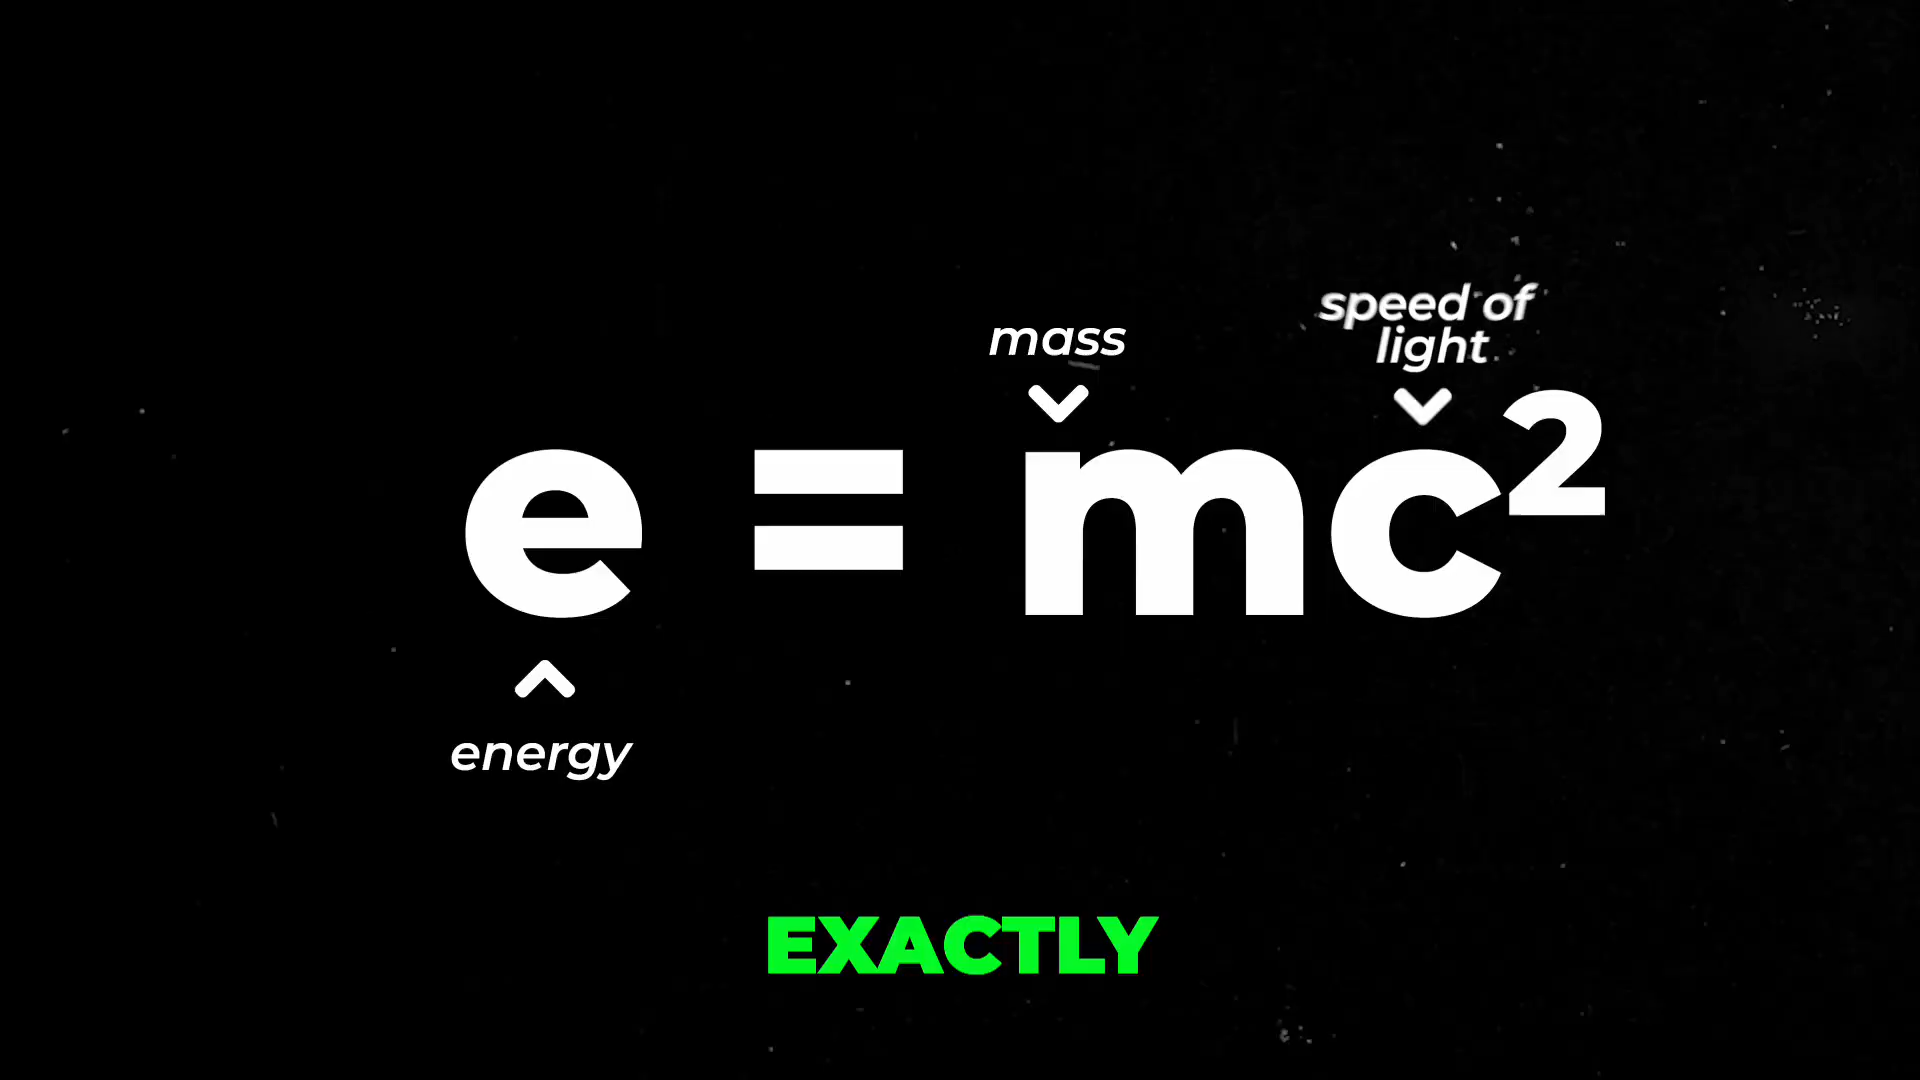 mass
speed of
light
e = mc²
energy
EXACTLY